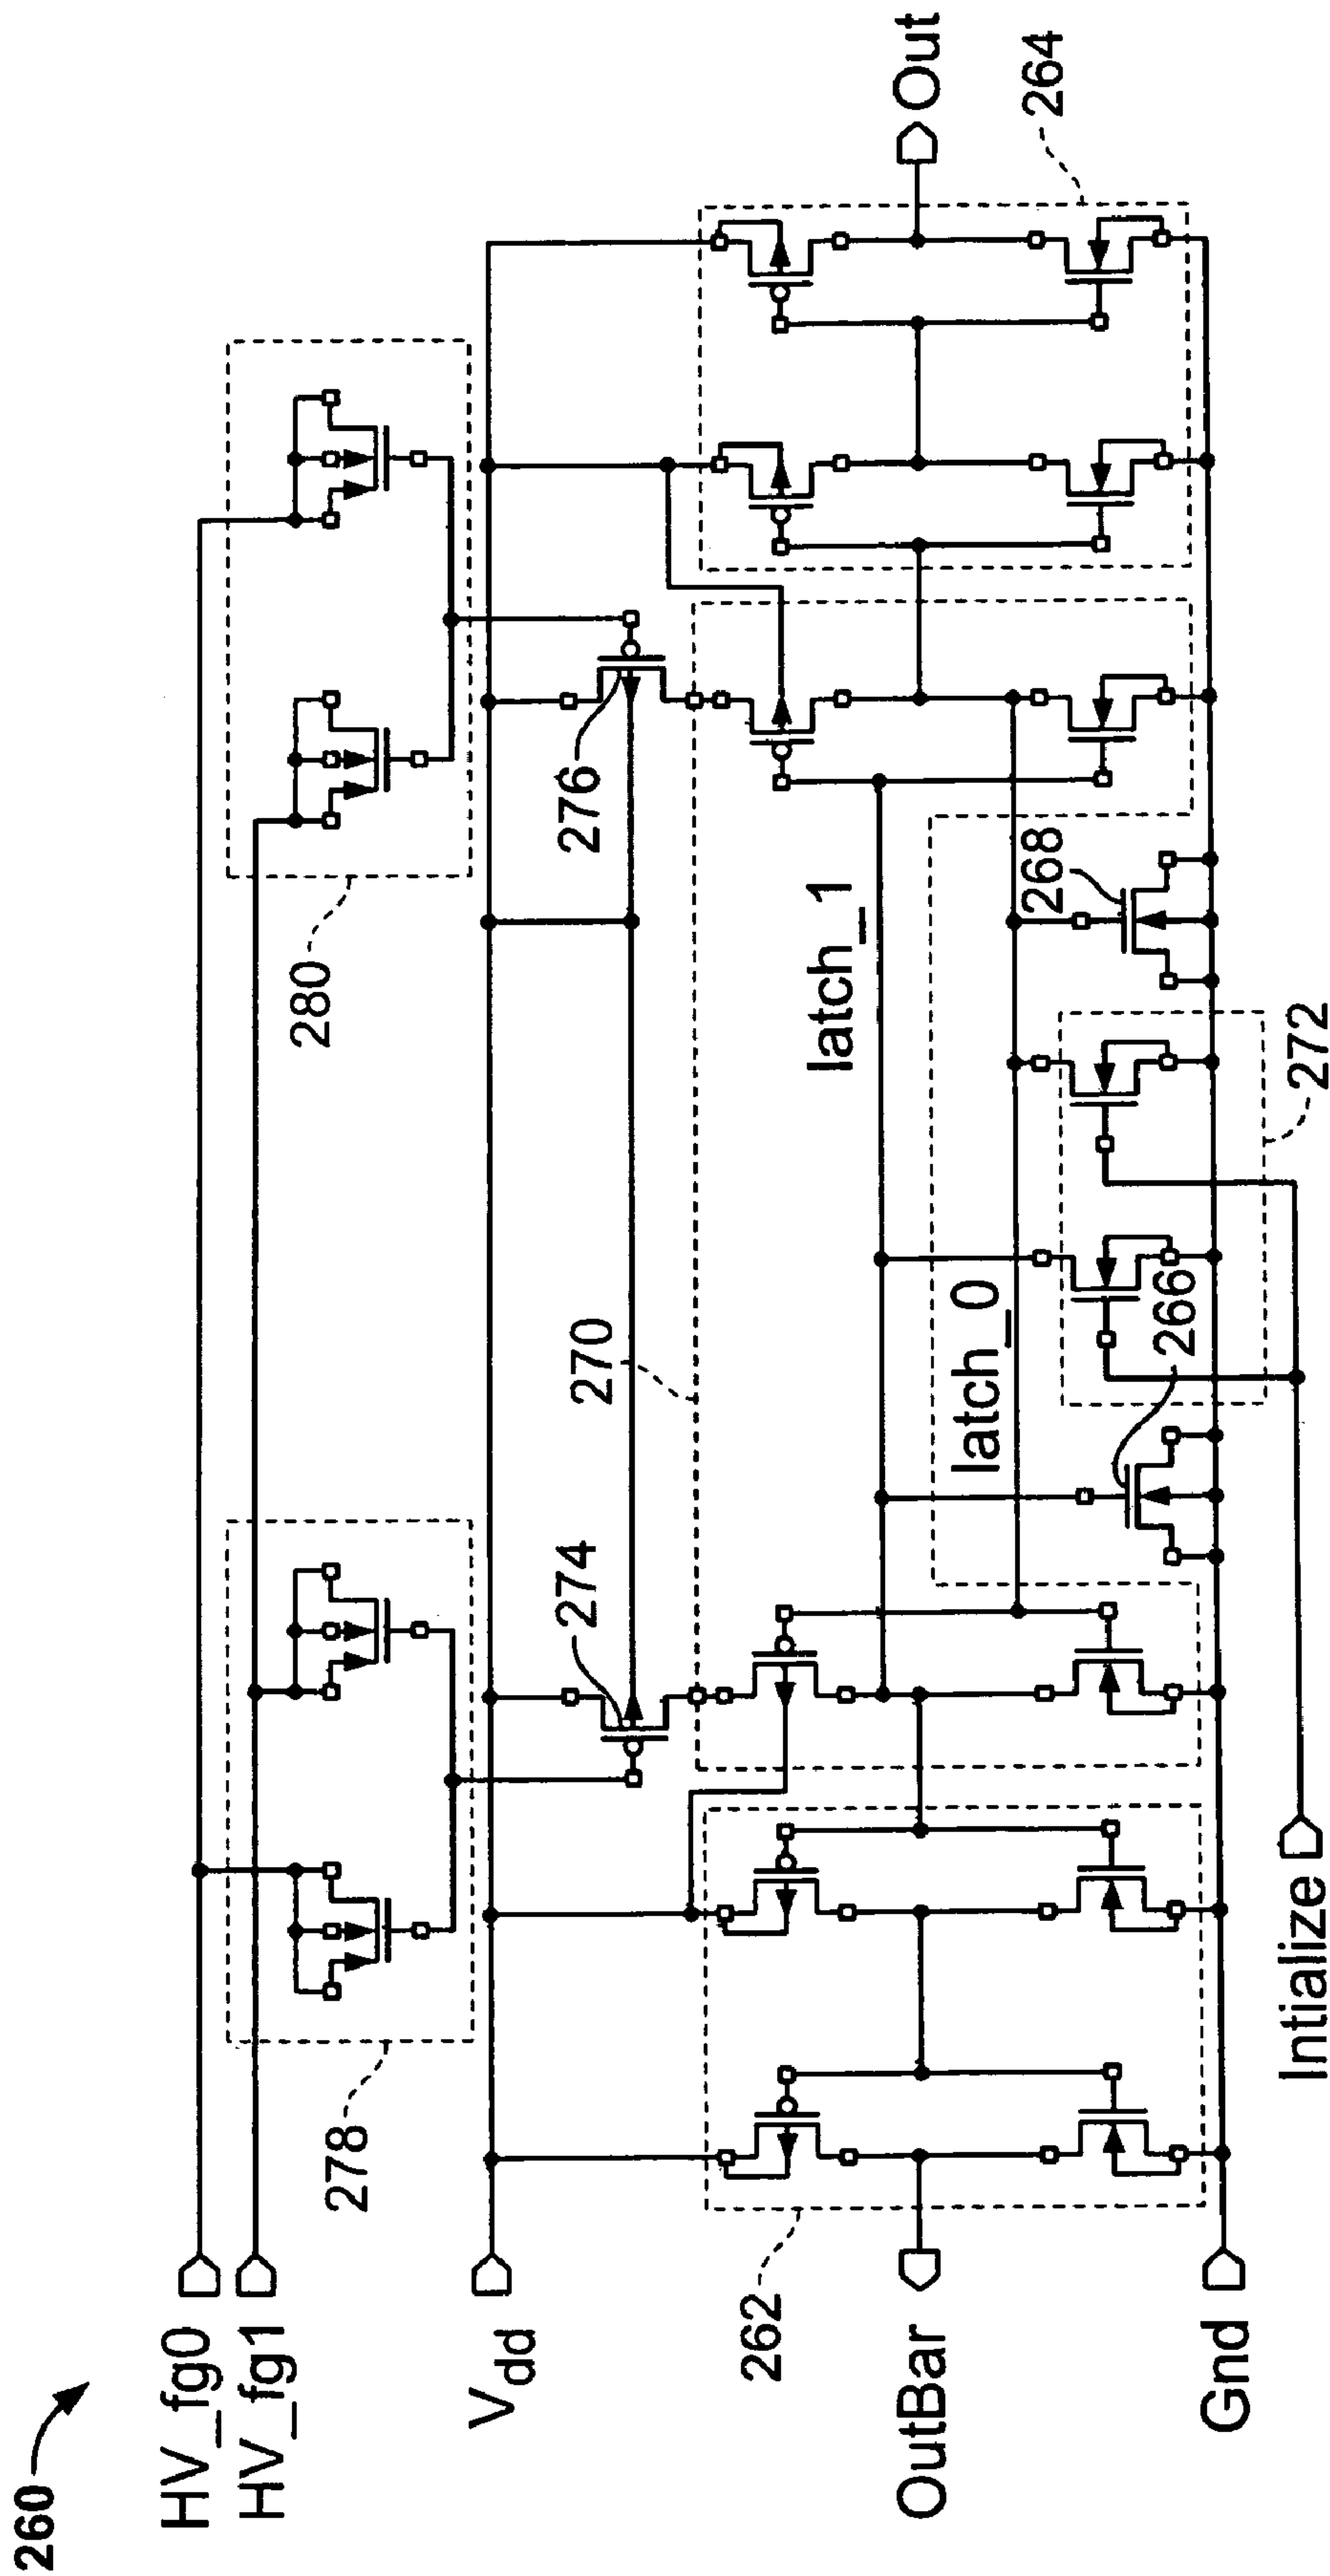 260
HV_fg0
HV_fg1
Vdd
OutBar
Gnd
Intialize
278
262
274
270
latch_0
266
272
280
latch_1
276
268
264
Out